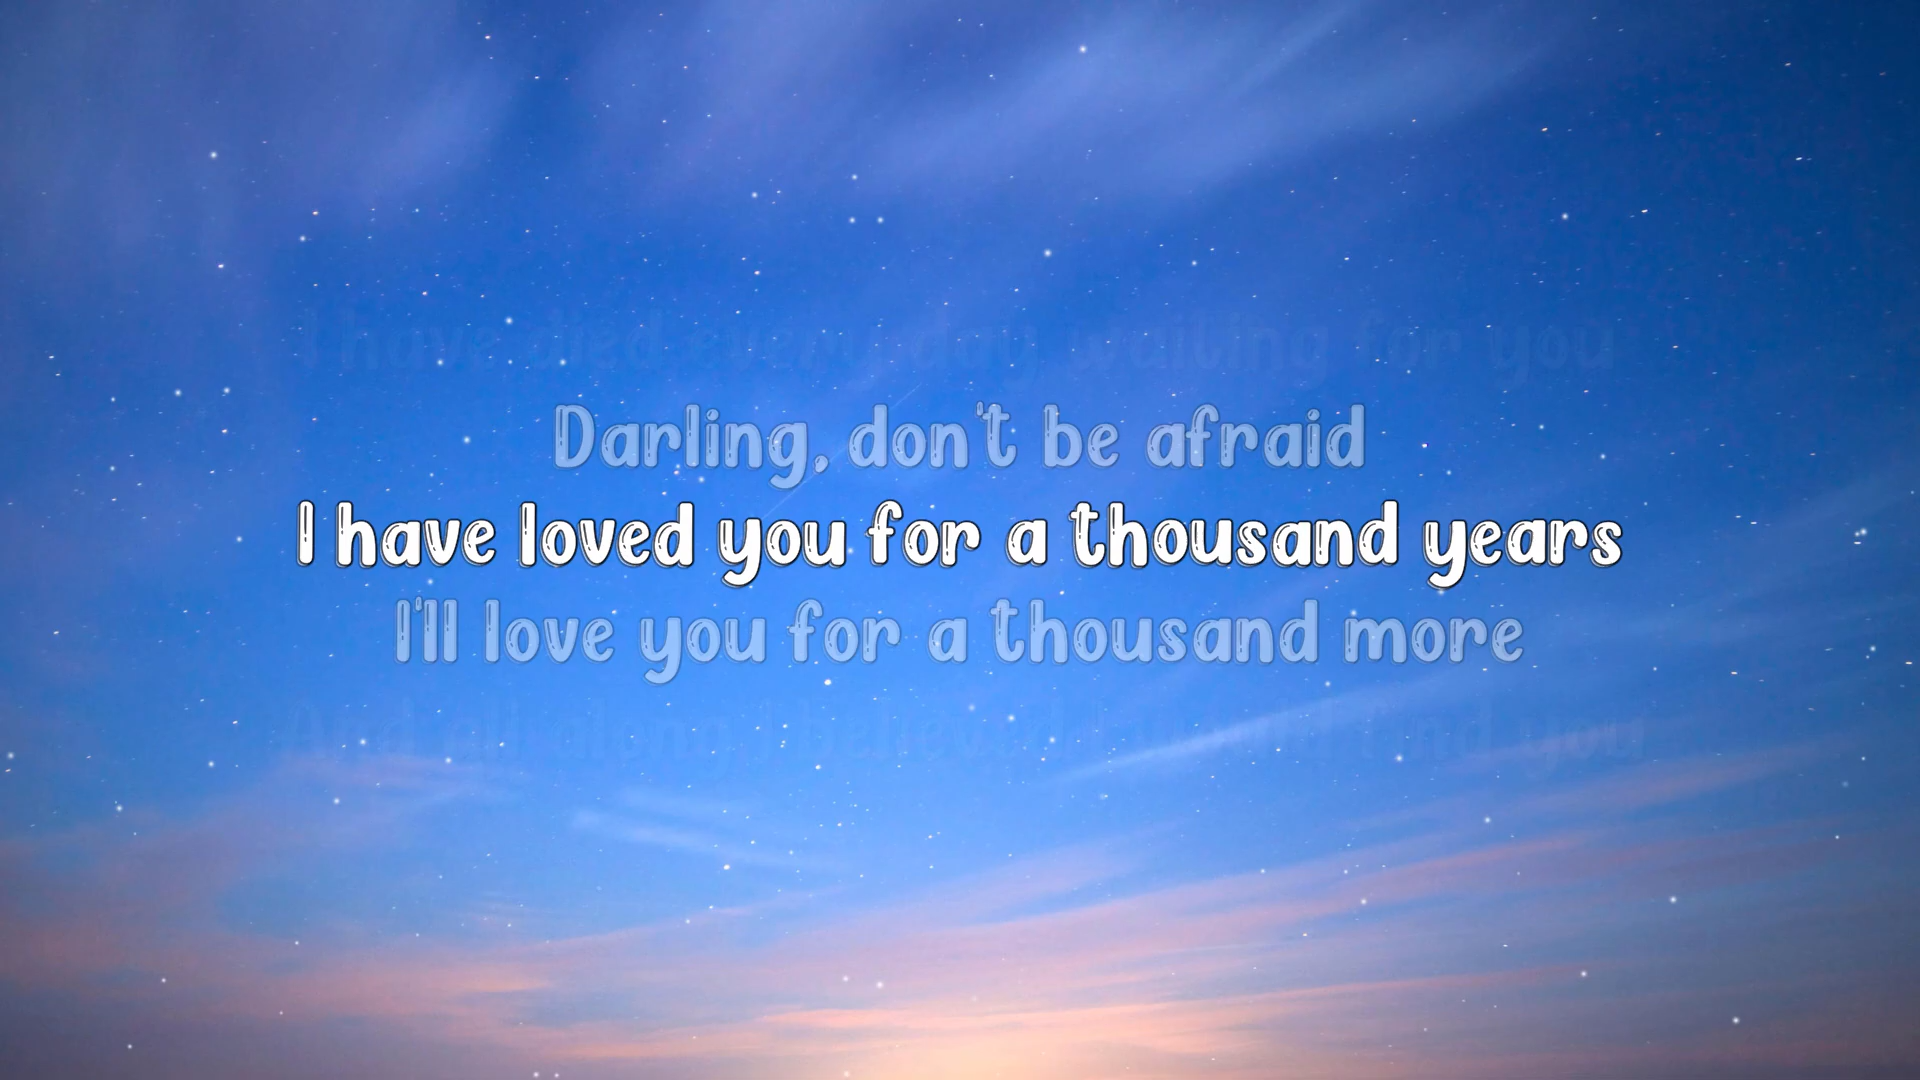 I have died every day waiting for you
Darling, don't be afraid
I have loved you for a thousand years
I'll love you for a thousand more
And all along I believed I would find you